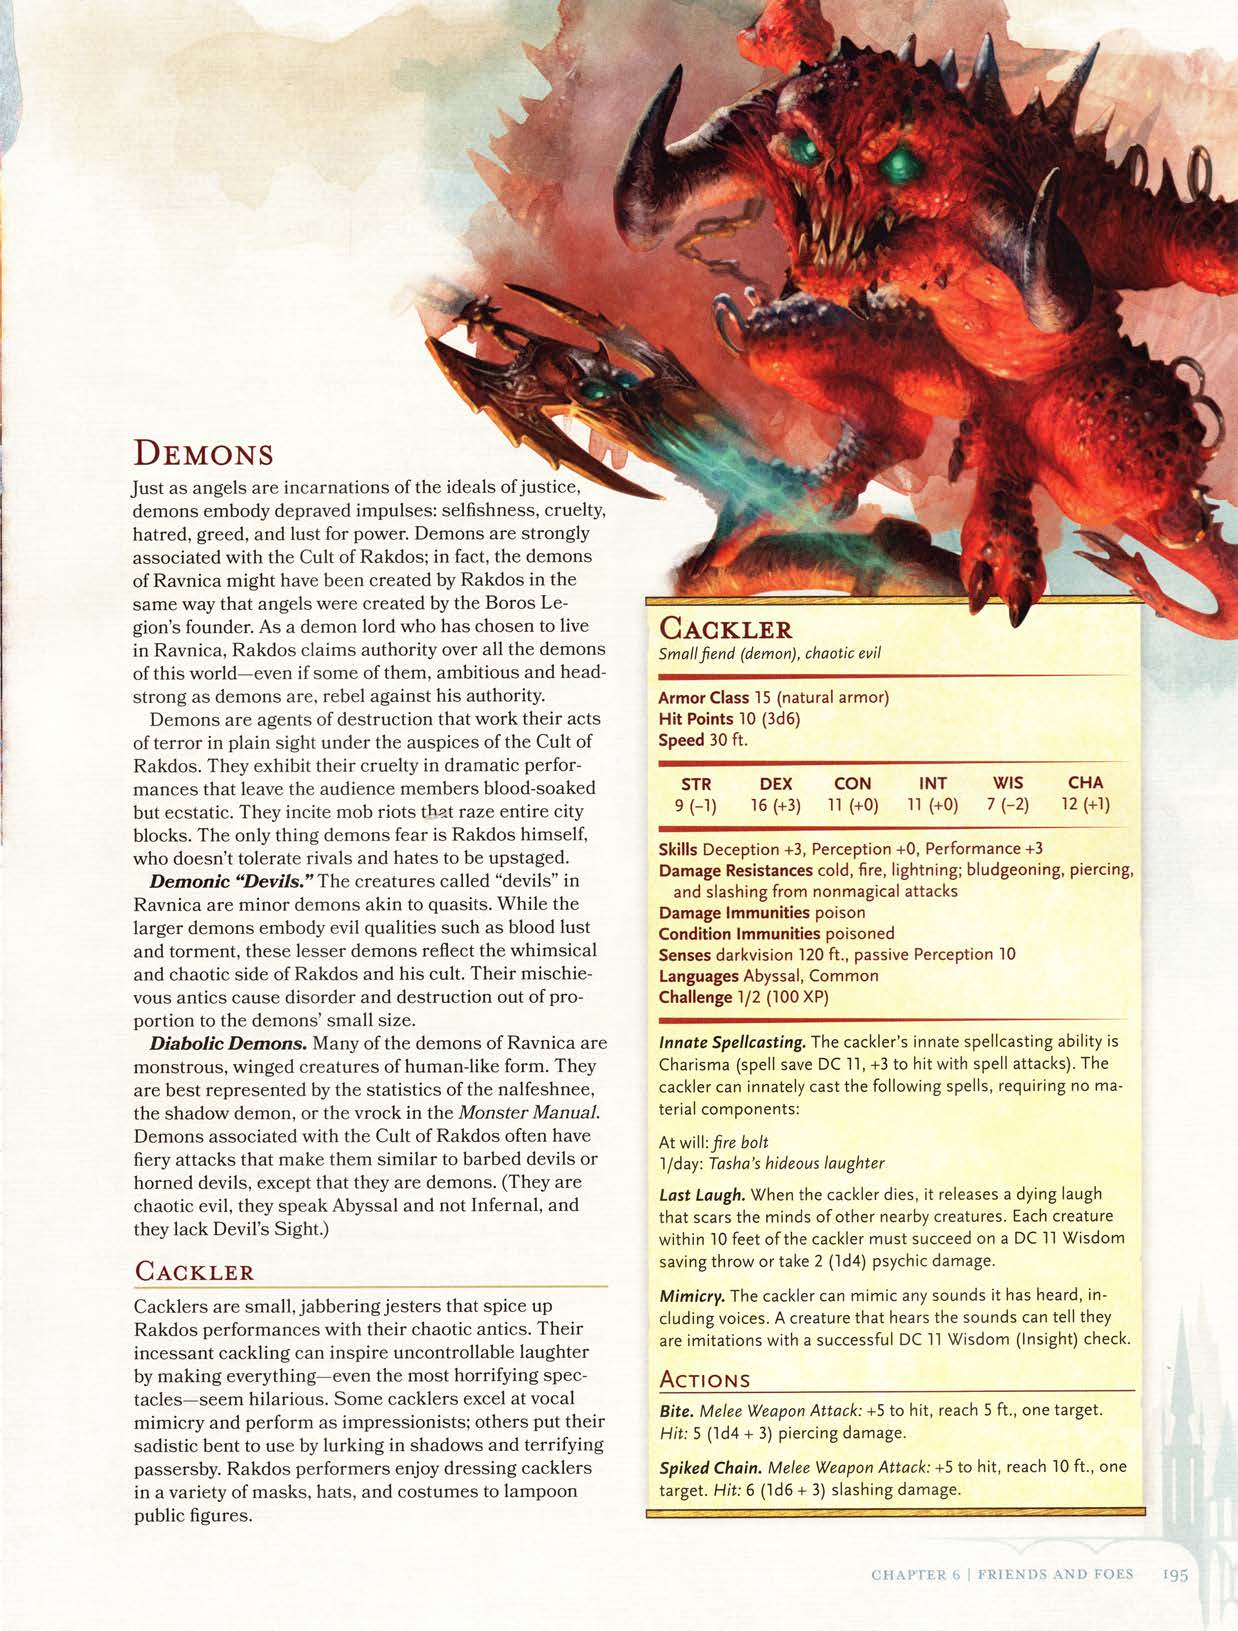 DEMONS
Just as angels are incarnations of the ideals of justice,
demons embody depraved impulses: selfishness, cruelty,
hatred, greed, and lust for power. Demons are strongly
associated with the Cult of Rakdos; in fact, the demons
of Ravnica might have been created by Rakdos in the
same way that angels were created by the Boros Le-
gion's founder. As a demon lord who has chosen to live
in Ravnica, Rakdos claims authority over all the demons
of this world—even if some of them, ambitious and head-
strong as demons are, rebel against his authority.
Demons are agents of destruction that work their acts
of terror in plain sight under the auspices of the Cult of
Rakdos. They exhibit their cruelty in dramatic perfor-
mances that leave the audience members blood-soaked
but ecstatic. They incite mob riots that raze entire city
blocks. The only thing demons fear is Rakdos himself,
who doesn't tolerate rivals and hates to be upstaged.
Demonic "Devils." The creatures called "devils" in
Ravnica are minor demons akin to quasits. While the
larger demons embody evil qualities such as blood lust
and torment, these lesser demons reflect the whimsical
and chaotic side of Rakdos and his cult. Their mischie-
vous antics cause disorder and destruction out of pro-
portion to the demons' small size.
Diabolic Demons. Many of the demons of Ravnica are
monstrous, winged creatures of human-like form. They
are best represented by the statistics of the nalfeshnee,
the shadow demon, or the vrock in the Monster Manual.
Demons associated with the Cult of Rakdos often have
fiery attacks that make them similar to barbed devils or
horned devils, except that they are demons. (They are
chaotic evil, they speak Abyssal and not Infernal, and
they lack Devil's Sight.)
CACKLER
Cacklers are small, jabbering jesters that spice up
Rakdos performances with their chaotic antics. Their
incessant cackling can inspire uncontrollable laughter
by making everything—even the most horrifying spec-
tacles—seem hilarious. Some cacklers excel at vocal
mimicry and perform as impressionists; others put their
sadistic bent to use by lurking in shadows and terrifying
passersby. Rakdos performers enjoy dressing cacklers
in a variety of masks, hats, and costumes to lampoon
public figures.
CACKLER
Small fiend (demon), chaotic evil
Armor Class 15 (natural armor)
Hit Points 10 (3d6)
Speed 30 ft.
STR DEX CON INT WIS CHA
9 (−1) 16 (+3) 11 (+0) 11 (+0) 7 (−2) 12 (+1)
Skills Deception +3, Perception +0, Performance +3
Damage Resistances cold, fire, lightning; bludgeoning, piercing,
and slashing from nonmagical attacks
Damage Immunities poison
Condition Immunities poisoned
Senses darkvision 120 ft., passive Perception 10
Languages Abyssal, Common
Challenge 1/2 (100 XP)
Innate Spellcasting. The cackler's innate spellcasting ability is
Charisma (spell save DC 11, +3 to hit with spell attacks). The
cackler can innately cast the following spells, requiring no ma-
terial components:
At will: fire bolt
1/day: Tasha's hideous laughter
Last Laugh. When the cackler dies, it releases a dying laugh
that scars the minds of other nearby creatures. Each creature
within 10 feet of the cackler must succeed on a DC 11 Wisdom
saving throw or take 2 (1d4) psychic damage.
Mimicry. The cackler can mimic any sounds it has heard, in-
cluding voices. A creature that hears the sounds can tell they
are imitations with a successful DC 11 Wisdom (Insight) check.
ACTIONS
Bite. Melee Weapon Attack: +5 to hit, reach 5 ft., one target.
Hit: 5 (1d4 + 3) piercing damage.
Spiked Chain. Melee Weapon Attack: +5 to hit, reach 10 ft., one
target. Hit: 6 (1d6 + 3) slashing damage.
CHAPTER 6 | FRIENDS AND FOES 195